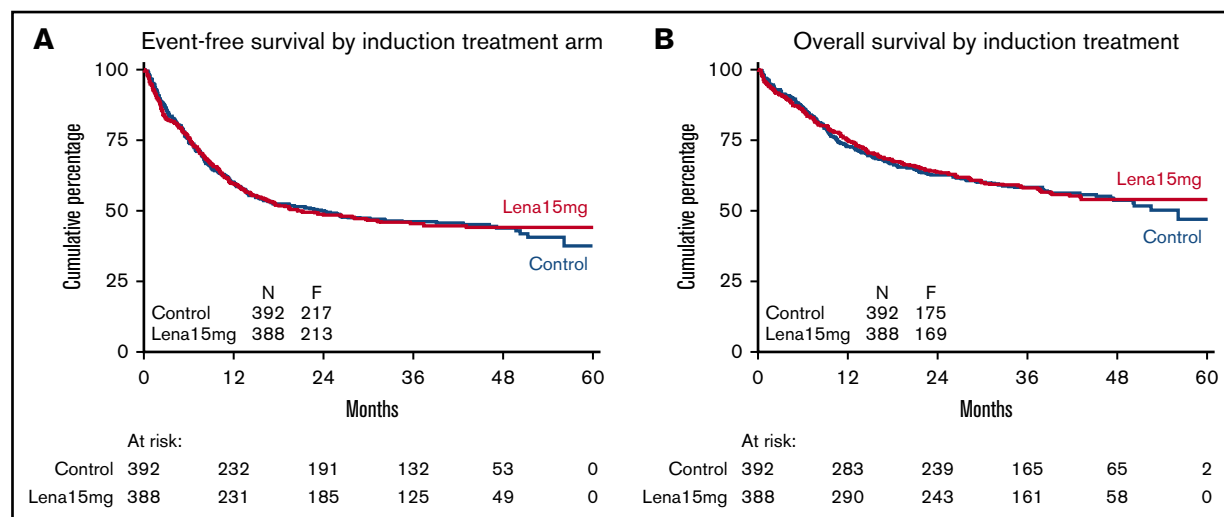 A Event-free survival by induction treatment arm
100
75
50
25
0
Cumulative percentage
Lena15mg
Control
N F
Control 392 217
Lena15mg 388 213
0 12 24 36 48 60
Months
At risk:
Control 392 232 191 132 53 0
Lena15mg 388 231 185 125 49 0
B Overall survival by induction treatment
100
75
50
25
0
Cumulative percentage
Lena15mg
Control
N F
Control 392 175
Lena15mg 388 169
0 12 24 36 48 60
Months
At risk:
Control 392 283 239 165 65 2
Lena15mg 388 290 243 161 58 0